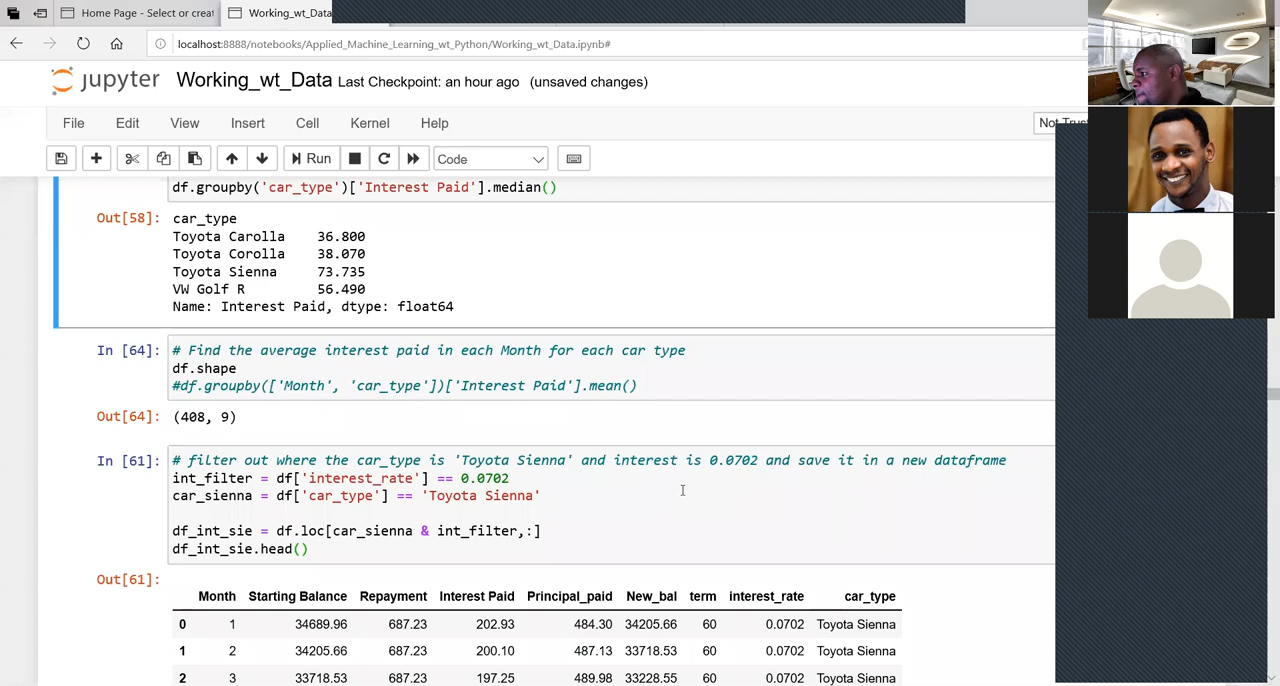 Home Page - Select or creat
Working_wt_Data
localhost:8888/notebooks/Applied_Machine_Learning_wt_Python/Working_wt_Data.ipynb#
jupyter Working_wt_Data Last Checkpoint: an hour ago (unsaved changes)
File Edit View Insert Cell Kernel Help
Not Trus
Run Code
df.groupby('car_type')['Interest Paid'].median()
Out[58]: car_type
Toyota Carolla 36.800
Toyota Corolla 38.070
Toyota Sienna 73.735
VW Golf R 56.490
Name: Interest Paid, dtype: float64
In [64]: # Find the average interest paid in each Month for each car type
df.shape
#df.groupby(['Month', 'car_type'])['Interest Paid'].mean()
Out[64]: (408, 9)
In [61]: # filter out where the car_type is 'Toyota Sienna' and interest is 0.0702 and save it in a new dataframe
int_filter = df['interest_rate'] == 0.0702
car_sienna = df['car_type'] == 'Toyota Sienna'
df_int_sie = df.loc[car_sienna & int_filter,:]
df_int_sie.head()
Out[61]:
Month Starting Balance Repayment Interest Paid Principal_paid New_bal term interest_rate car_type
0 1 34689.96 687.23 202.93 484.30 34205.66 60 0.0702 Toyota Sienna
1 2 34205.66 687.23 200.10 487.13 33718.53 60 0.0702 Toyota Sienna
2 3 33718.53 687.23 197.25 489.98 33228.55 60 0.0702 Toyota Sienna